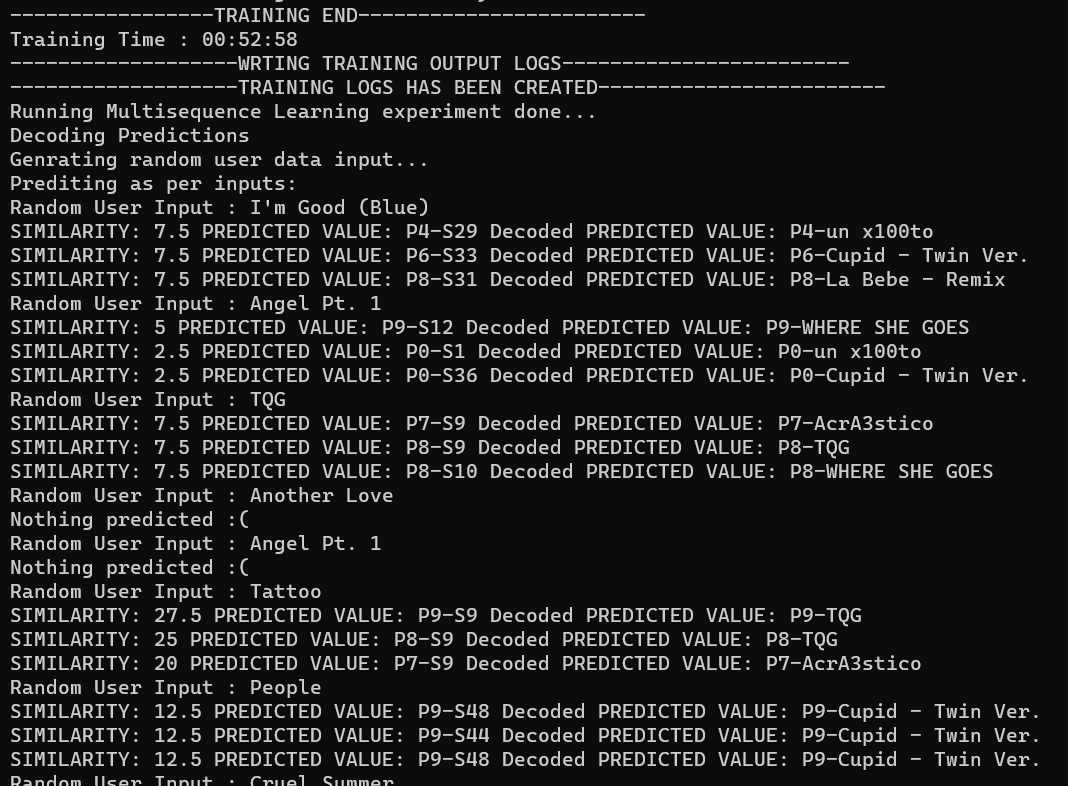 -----------------TRAINING END------------------------
Training Time : 00:52:58
-------------------WRTING TRAINING OUTPUT LOGS------------------------
-------------------TRAINING LOGS HAS BEEN CREATED------------------------
Running Multisequence Learning experiment done...
Decoding Predictions
Genrating random user data input...
Prediting as per inputs:
Random User Input : I'm Good (Blue)
SIMILARITY: 7.5 PREDICTED VALUE: P4-S29 Decoded PREDICTED VALUE: P4-un x100to
SIMILARITY: 7.5 PREDICTED VALUE: P6-S33 Decoded PREDICTED VALUE: P6-Cupid - Twin Ver.
SIMILARITY: 7.5 PREDICTED VALUE: P8-S31 Decoded PREDICTED VALUE: P8-La Bebe - Remix
Random User Input : Angel Pt. 1
SIMILARITY: 5 PREDICTED VALUE: P9-S12 Decoded PREDICTED VALUE: P9-WHERE SHE GOES
SIMILARITY: 2.5 PREDICTED VALUE: P0-S1 Decoded PREDICTED VALUE: P0-un x100to
SIMILARITY: 2.5 PREDICTED VALUE: P0-S36 Decoded PREDICTED VALUE: P0-Cupid - Twin Ver.
Random User Input : TQG
SIMILARITY: 7.5 PREDICTED VALUE: P7-S9 Decoded PREDICTED VALUE: P7-AcrA3stico
SIMILARITY: 7.5 PREDICTED VALUE: P8-S9 Decoded PREDICTED VALUE: P8-TQG
SIMILARITY: 7.5 PREDICTED VALUE: P8-S10 Decoded PREDICTED VALUE: P8-WHERE SHE GOES
Random User Input : Another Love
Nothing predicted :(
Random User Input : Angel Pt. 1
Nothing predicted :(
Random User Input : Tattoo
SIMILARITY: 27.5 PREDICTED VALUE: P9-S9 Decoded PREDICTED VALUE: P9-TQG
SIMILARITY: 25 PREDICTED VALUE: P8-S9 Decoded PREDICTED VALUE: P8-TQG
SIMILARITY: 20 PREDICTED VALUE: P7-S9 Decoded PREDICTED VALUE: P7-AcrA3stico
Random User Input : People
SIMILARITY: 12.5 PREDICTED VALUE: P9-S48 Decoded PREDICTED VALUE: P9-Cupid - Twin Ver.
SIMILARITY: 12.5 PREDICTED VALUE: P9-S44 Decoded PREDICTED VALUE: P9-Cupid - Twin Ver.
SIMILARITY: 12.5 PREDICTED VALUE: P9-S48 Decoded PREDICTED VALUE: P9-Cupid - Twin Ver.
Random User Input : Cruel Summer